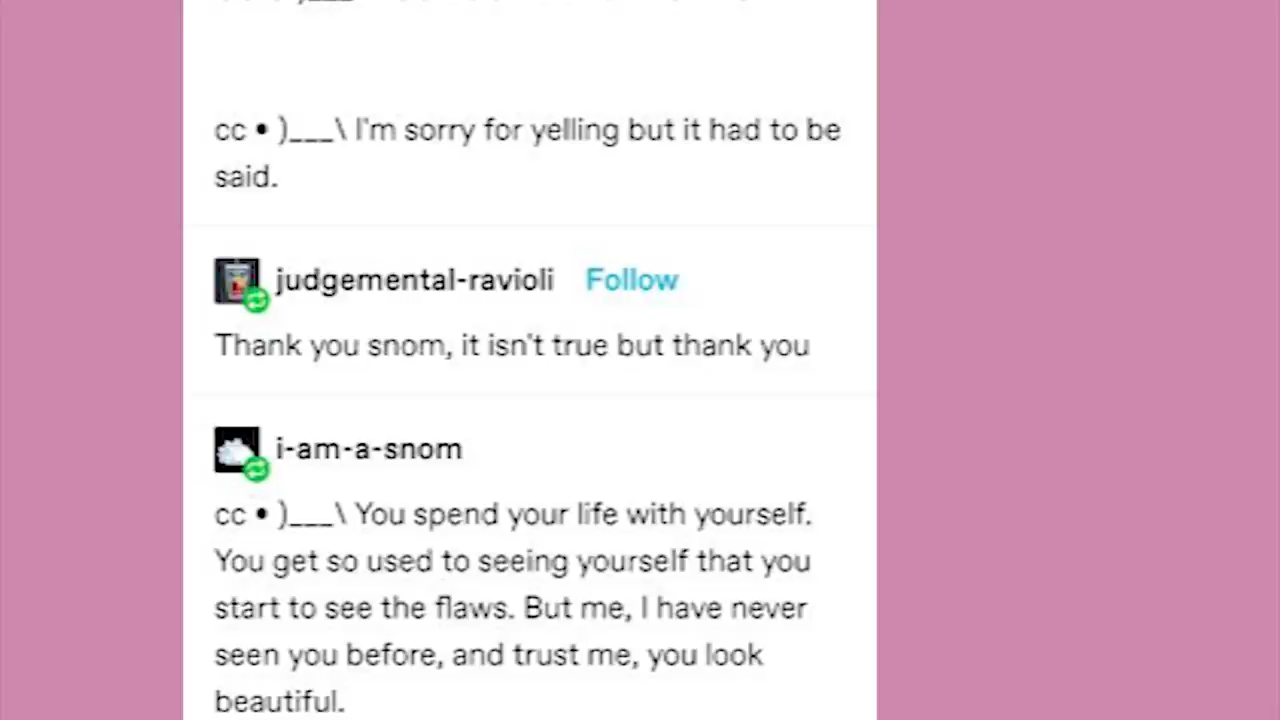 cc • )___\ I'm sorry for yelling but it had to be
said.
judgemental-ravioli Follow
Thank you snom, it isn't true but thank you
i-am-a-snom
cc • )___\ You spend your life with yourself.
You get so used to seeing yourself that you
start to see the flaws. But me, I have never
seen you before, and trust me, you look
beautiful.